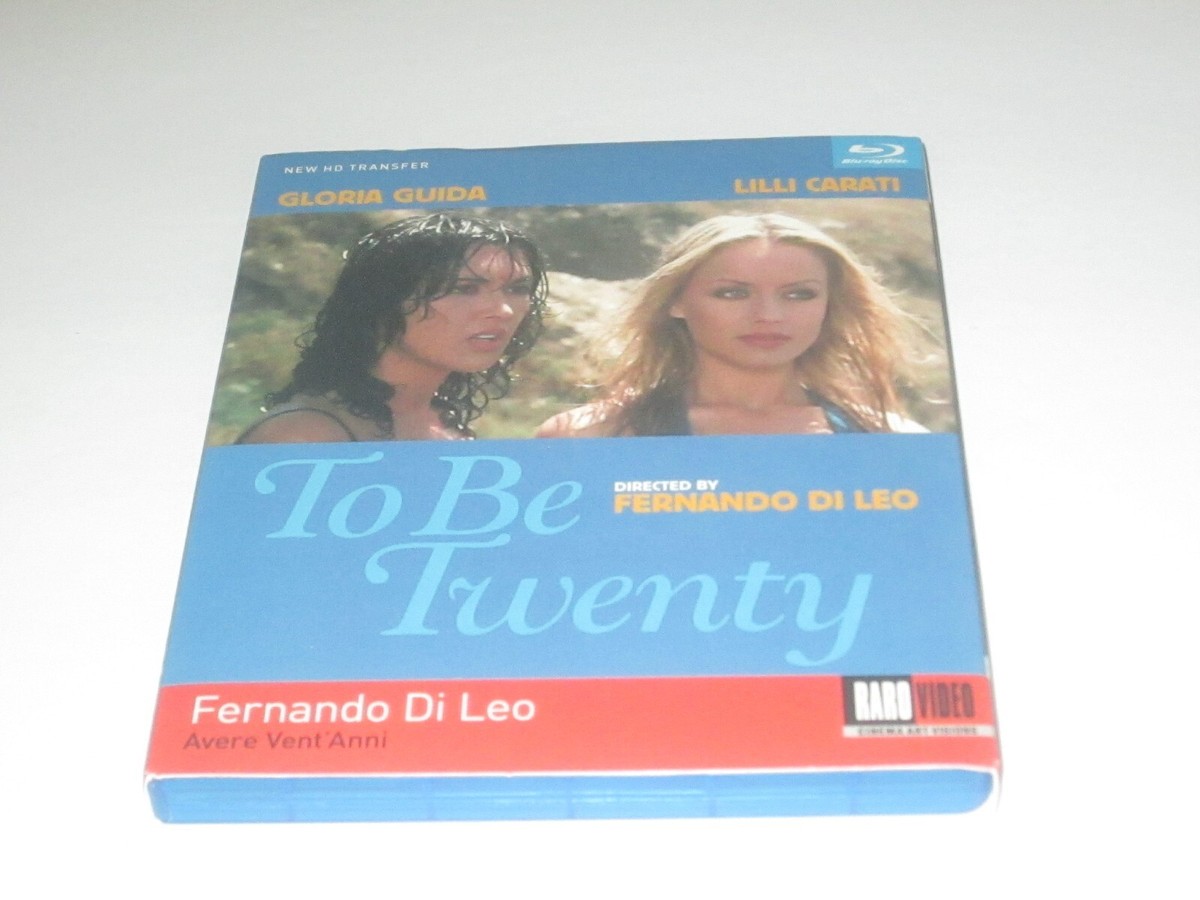 NEW HD TRANSFER
Blu-ray Disc
GLORIA GUIDA
LILLI CARATI
To Be
Twenty
DIRECTED BY
FERNANDO DI LEO
Fernando Di Leo
Avere Vent'Anni
RARO VIDEO
CINEMA ART VISIONS